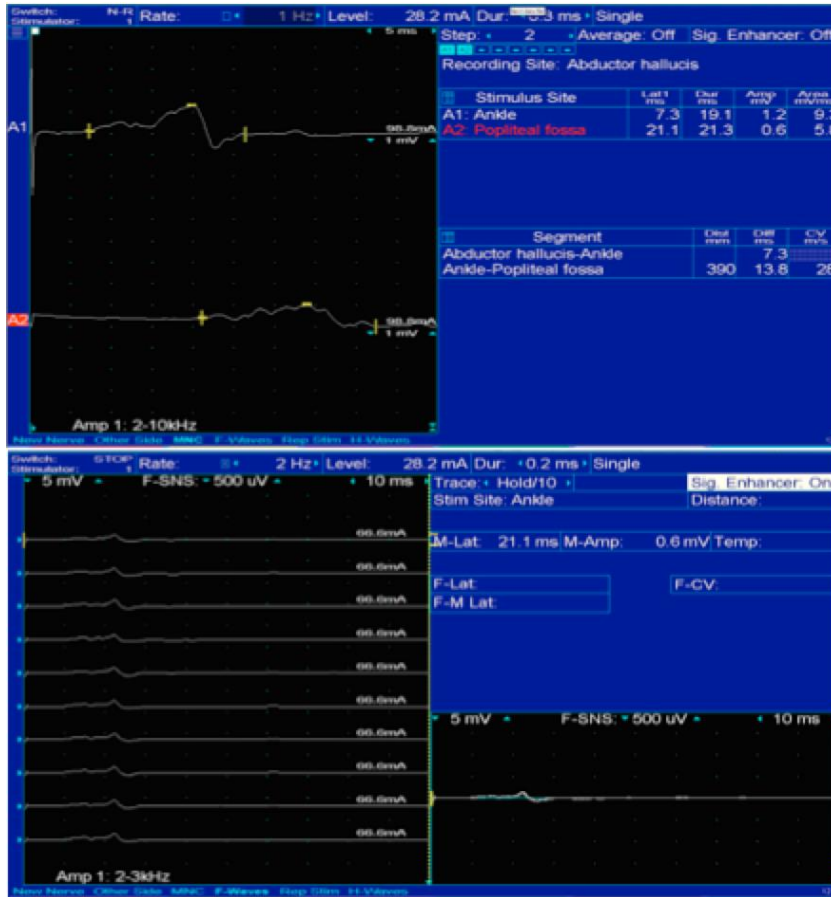 Switch: N-R Rate: 1 Hz Level: 28.2 mA Dur: 0.3 ms Single
Stimulator: 1
5 ms
Step: 2 Average: Off Sig. Enhancer: Off
Recording Site: Abductor hallucis
Stimulus Site Lat1 ms Dur ms Amp mV Area
A1: Ankle 7.3 19.1 1.2 9.
A2: Popliteal fossa 21.1 21.3 0.6 5.
A1
98.8mA
1 mV
Segment Dist mm Diff ms CV m/s
Abductor hallucis-Ankle 7.3
Ankle-Popliteal fossa 390 13.8 28
A2
98.8mA
1 mV
Amp 1: 2-10kHz
New Nerve Other Side MNC F-Waves Rep Stim H-Waves
Switch: STOP Rate: 2 Hz Level: 28.2 mA Dur: 0.2 ms Single
Stimulator: 1
5 mV F-SNS: 500 uV 10 ms
Trace: Hold/10 Sig. Enhancer: On
Stim Site: Ankle Distance:
M-Lat: 21.1 ms M-Amp: 0.6 mV Temp:
F-Lat: F-CV:
F-M Lat:
66.6mA
66.6mA
66.6mA
66.6mA
66.6mA
66.6mA
66.6mA
66.6mA
66.6mA
66.6mA
5 mV F-SNS: 500 uV 10 ms
Amp 1: 2-3kHz
New Nerve Other Side MNC F-Waves Rep Stim H-Waves